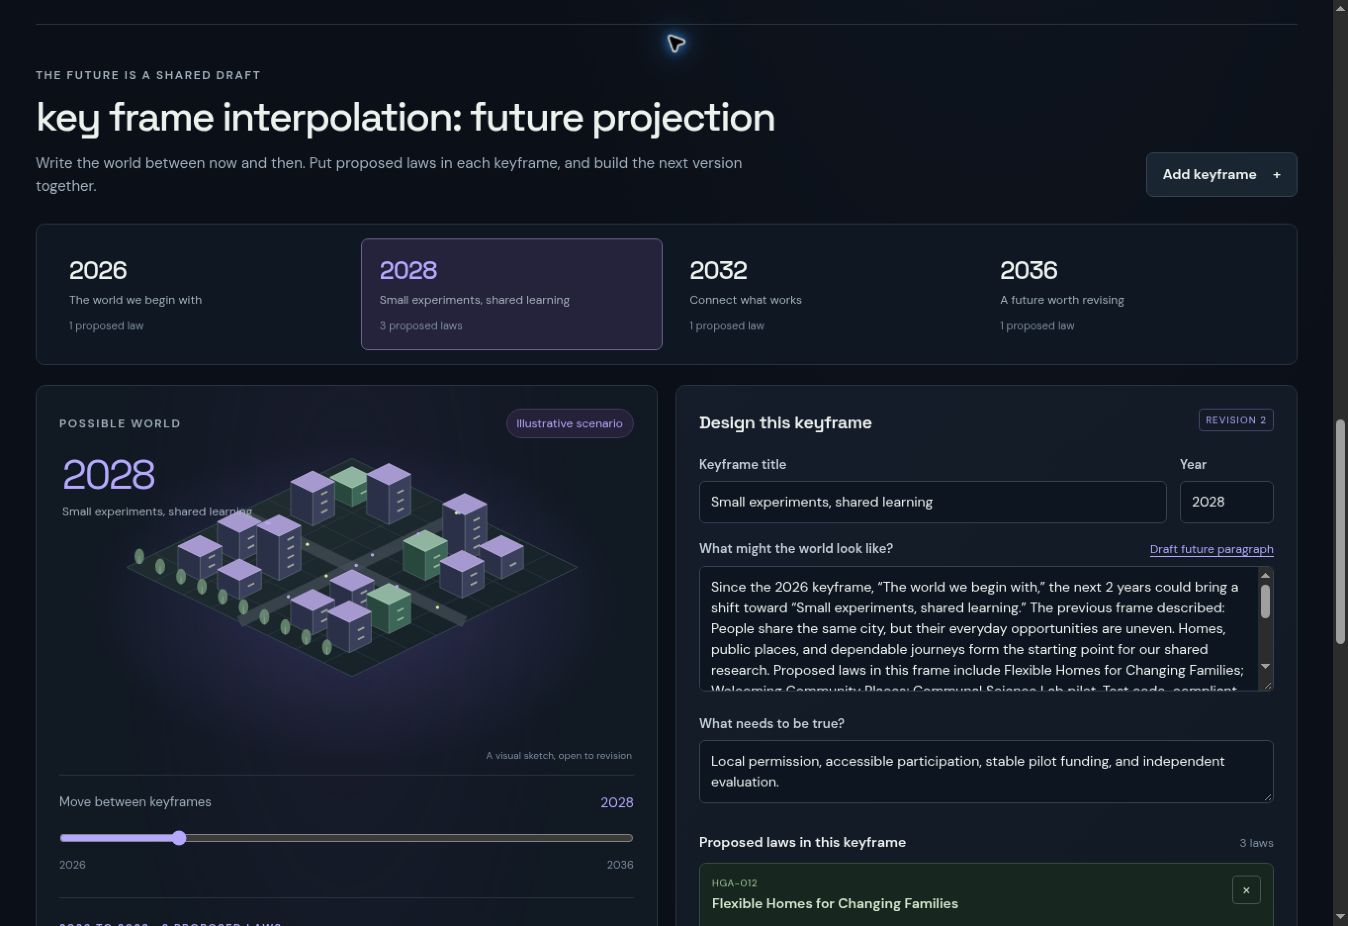 THE FUTURE IS A SHARED DRAFT
key frame interpolation: future projection
Write the world between now and then. Put proposed laws in each keyframe, and build the next version
together.
Add keyframe +
2026
The world we begin with
1 proposed law
2028
Small experiments, shared learning
3 proposed laws
2032
Connect what works
1 proposed law
2036
A future worth revising
1 proposed law
POSSIBLE WORLD
Illustrative scenario
2028
Small experiments, shared learning
A visual sketch, open to revision
Move between keyframes
2028
2026
2036
Design this keyframe
REVISION 2
Keyframe title
Year
Small experiments, shared learning
2028
What might the world look like?
Draft future paragraph
Since the 2026 keyframe, “The world we begin with,” the next 2 years could bring a
shift toward “Small experiments, shared learning.” The previous frame described:
People share the same city, but their everyday opportunities are uneven. Homes,
public places, and dependable journeys form the starting point for our shared
research. Proposed laws in this frame include Flexible Homes for Changing Families;
Welcoming Community Places; Communal Science Lab pilot. Test code-compliant
What needs to be true?
Local permission, accessible participation, stable pilot funding, and independent
evaluation.
Proposed laws in this keyframe
3 laws
HGA-012
Flexible Homes for Changing Families
×